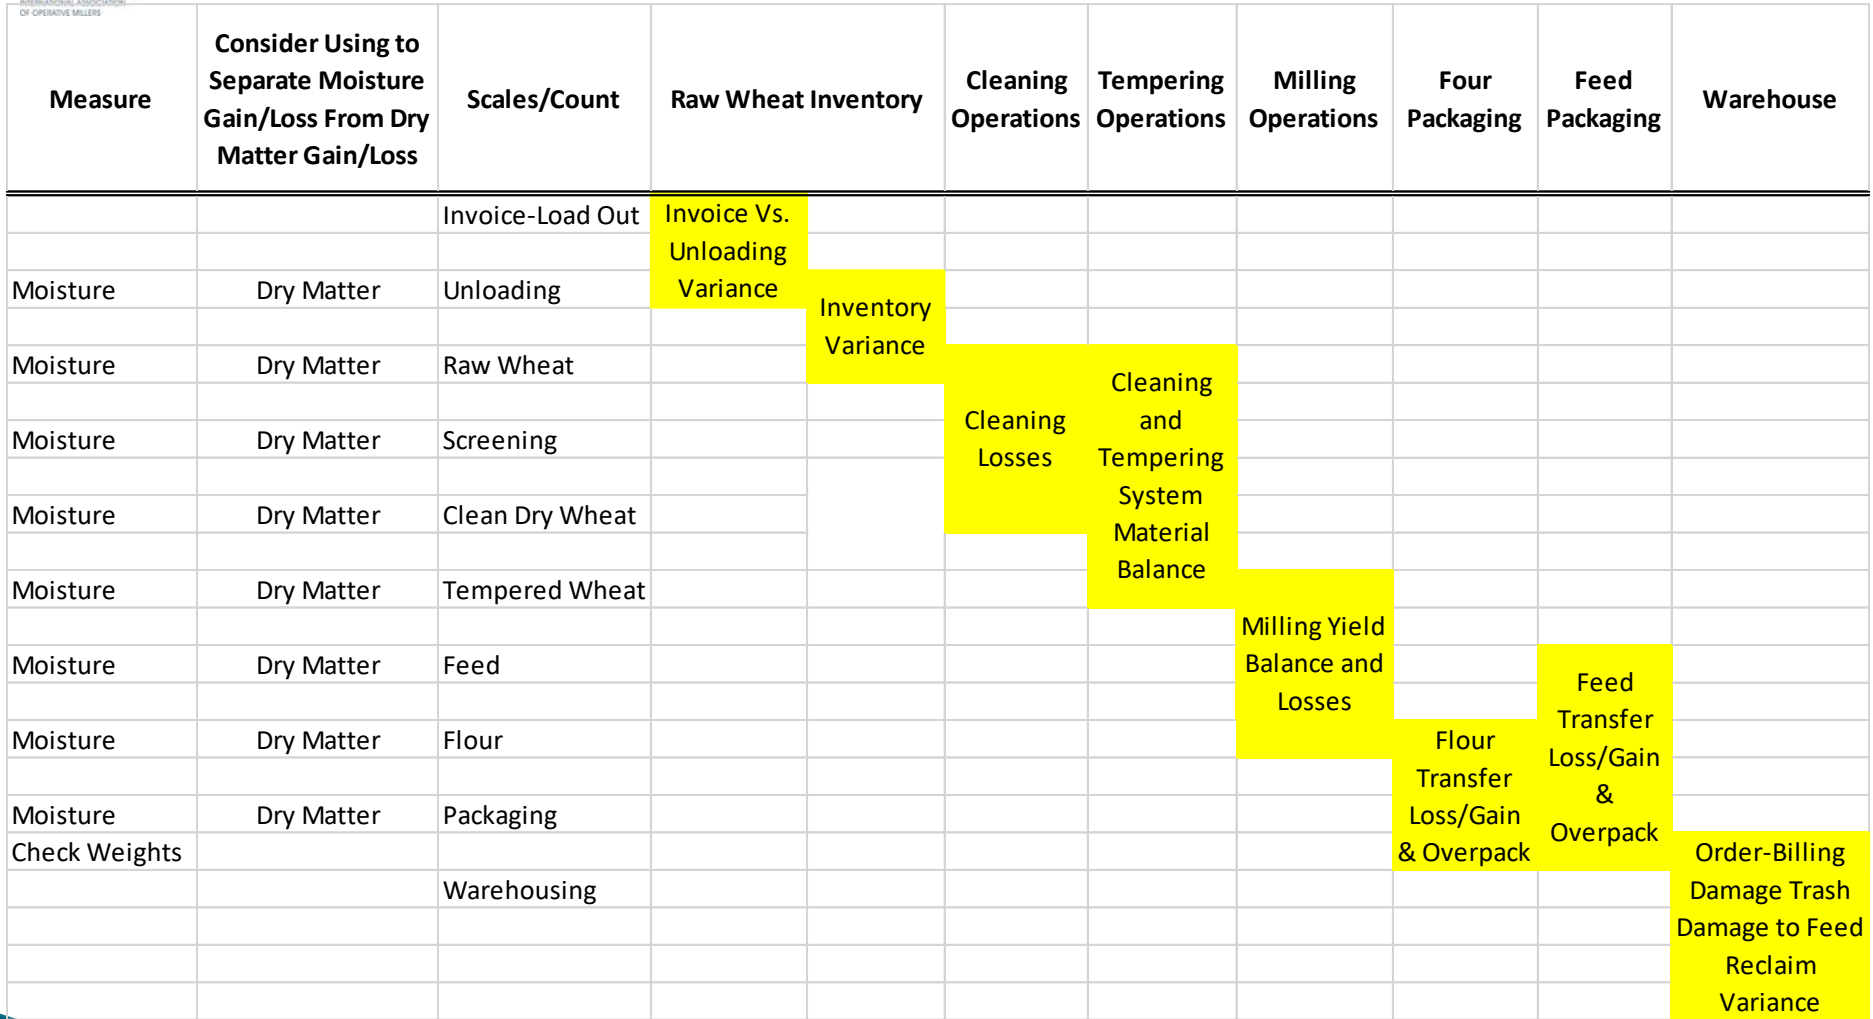 INTERNATIONAL ASSOCIATION
OF OPERATIVE MILLERS
Measure
Consider Using to
Separate Moisture
Gain/Loss From Dry
Matter Gain/Loss
Scales/Count
Raw Wheat Inventory
Cleaning
Operations
Tempering
Operations
Milling
Operations
Four
Packaging
Feed
Packaging
Warehouse
Invoice-Load Out
Invoice Vs.
Unloading
Variance
Moisture
Dry Matter
Unloading
Inventory
Variance
Moisture
Dry Matter
Raw Wheat
Cleaning
Losses
Cleaning
and
Tempering
System
Material
Balance
Moisture
Dry Matter
Screening
Moisture
Dry Matter
Clean Dry Wheat
Moisture
Dry Matter
Tempered Wheat
Milling Yield
Balance and
Losses
Moisture
Dry Matter
Feed
Feed
Transfer
Loss/Gain
&
Overpack
Moisture
Dry Matter
Flour
Flour
Transfer
Loss/Gain
& Overpack
Moisture
Dry Matter
Packaging
Check Weights
Warehousing
Order-Billing
Damage Trash
Damage to Feed
Reclaim
Variance